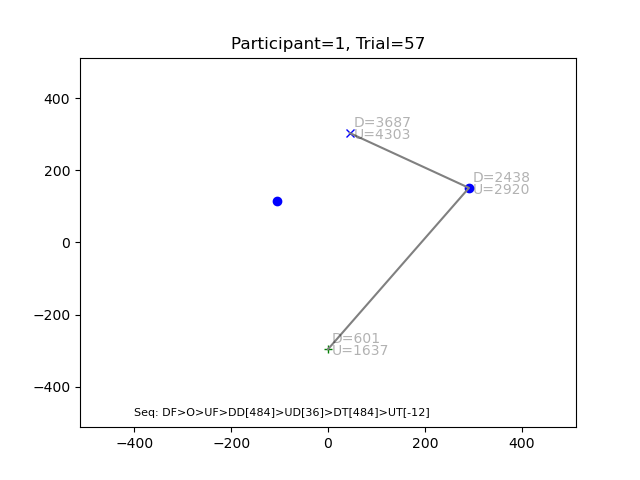 Participant=1, Trial=57
400
200
0
−200
−400
D=3687
U=4303
D=2438
U=2920
D=601
U=1637
Seq: DF>O>UF>DD[484]>UD[36]>DT[484]>UT[-12]
−400 −200 0 200 400